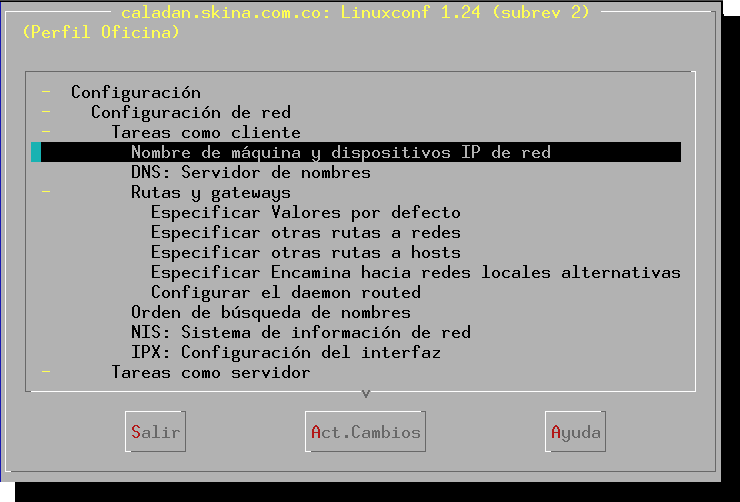 caladan.skina.com.co: Linuxconf 1.24 (subrev 2)
(Perfil Oficina)
Configuración
Configuración de red
Tareas como cliente
Nombre de máquina y dispositivos IP de red
DNS: Servidor de nombres
Rutas y gateways
Especificar Valores por defecto
Especificar otras rutas a redes
Especificar otras rutas a hosts
Especificar Encamina hacia redes locales alternativas
Configurar el daemon routed
Orden de búsqueda de nombres
NIS: Sistema de información de red
IPX: Configuración del interfaz
Tareas como servidor
Salir Act.Cambios Ayuda